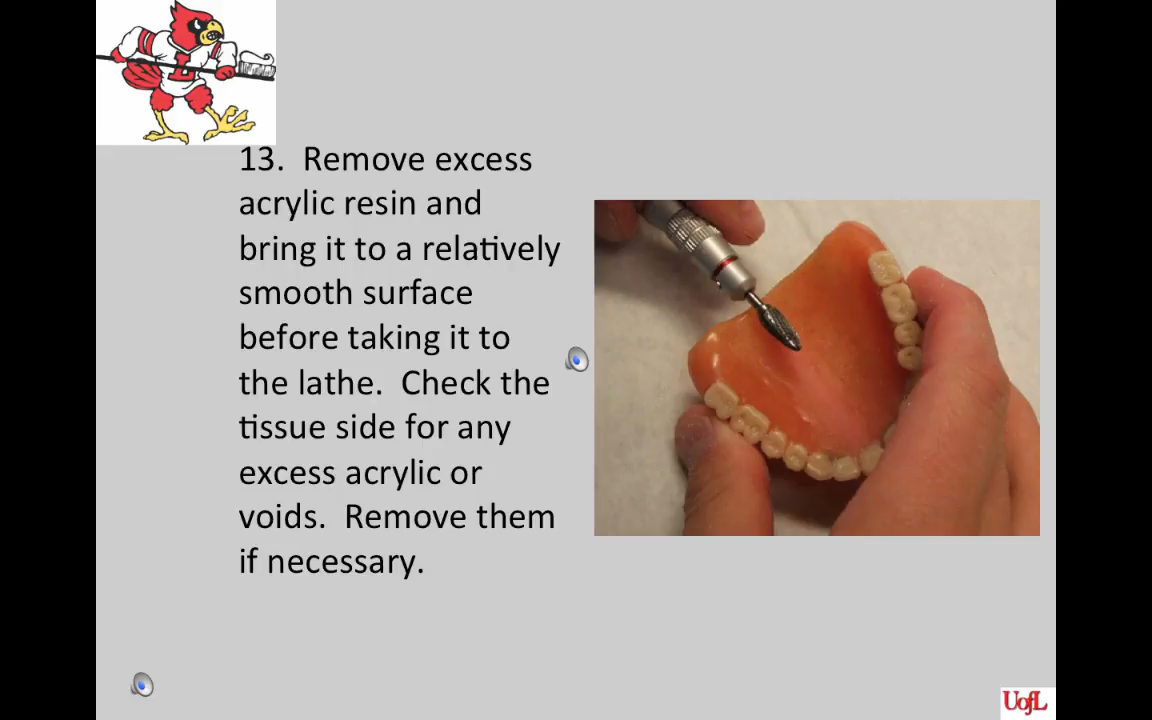 13.  Remove excess
acrylic resin and
bring it to a relatively
smooth surface
before taking it to
the lathe.  Check the
tissue side for any
excess acrylic or
voids.  Remove them
if necessary.
L
UofL